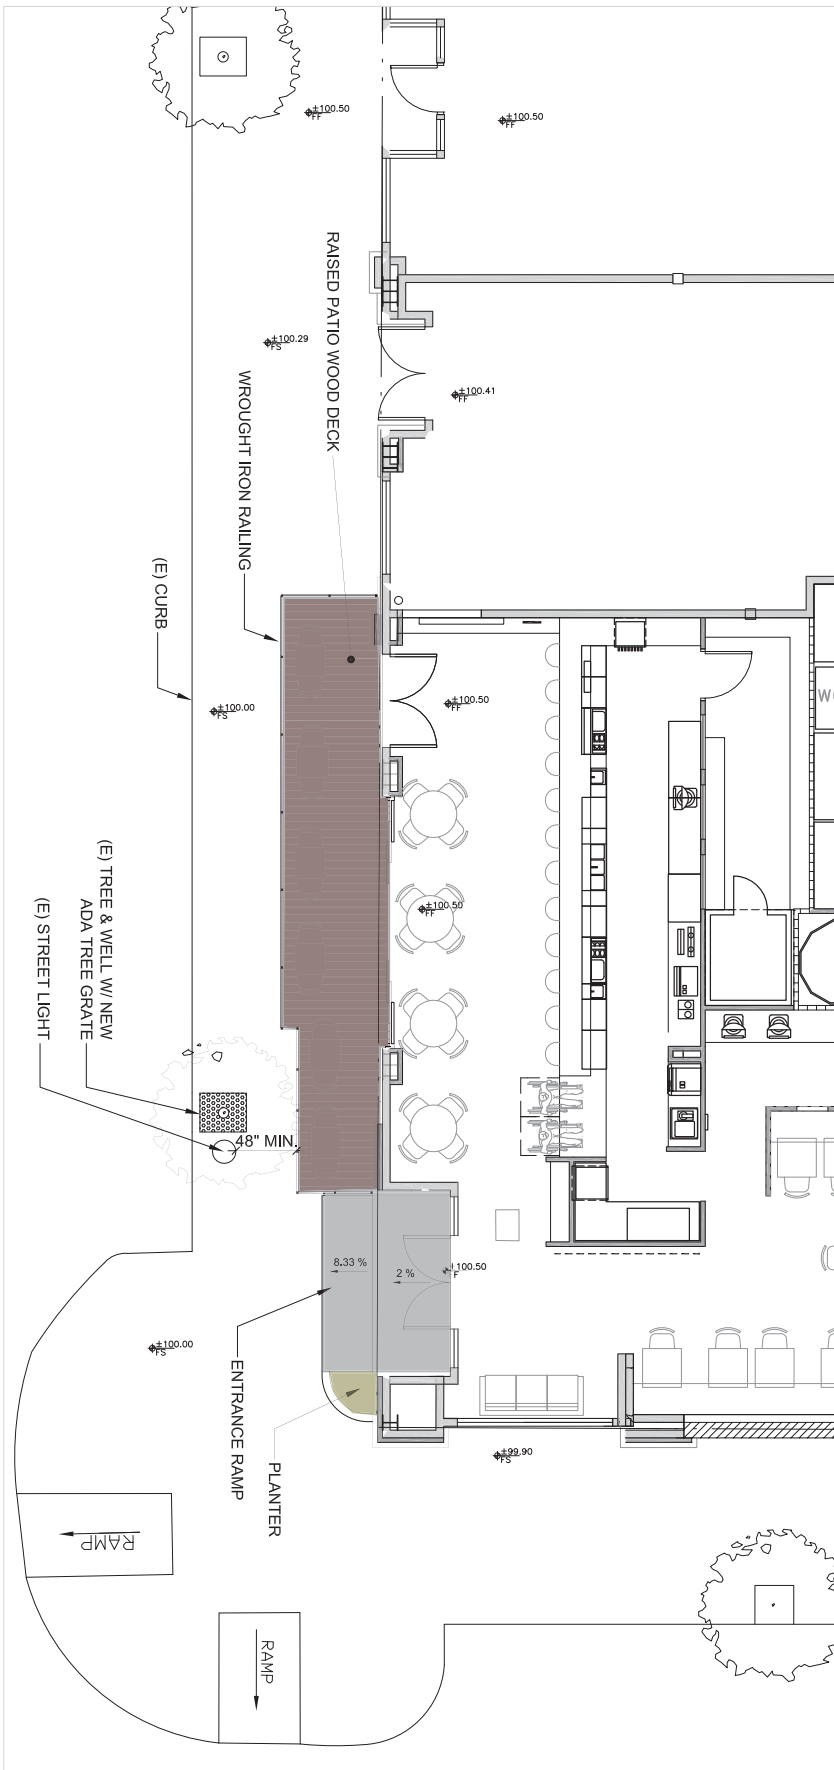 ±100.50
FF
±100.50
FF
RAISED PATIO WOOD DECK
±100.29
FS
WROUGHT IRON RAILING
±100.41
FF
(E) CURB
±100.00
FS
±100.50
FF
(E) TREE & WELL W/ NEW
ADA TREE GRATE
(E) STREET LIGHT
±100.50
FF
48" MIN.
8.33 %
2 %
100.50
F
±100.00
FS
ENTRANCE RAMP
PLANTER
±99.90
FS
RAMP
RAMP